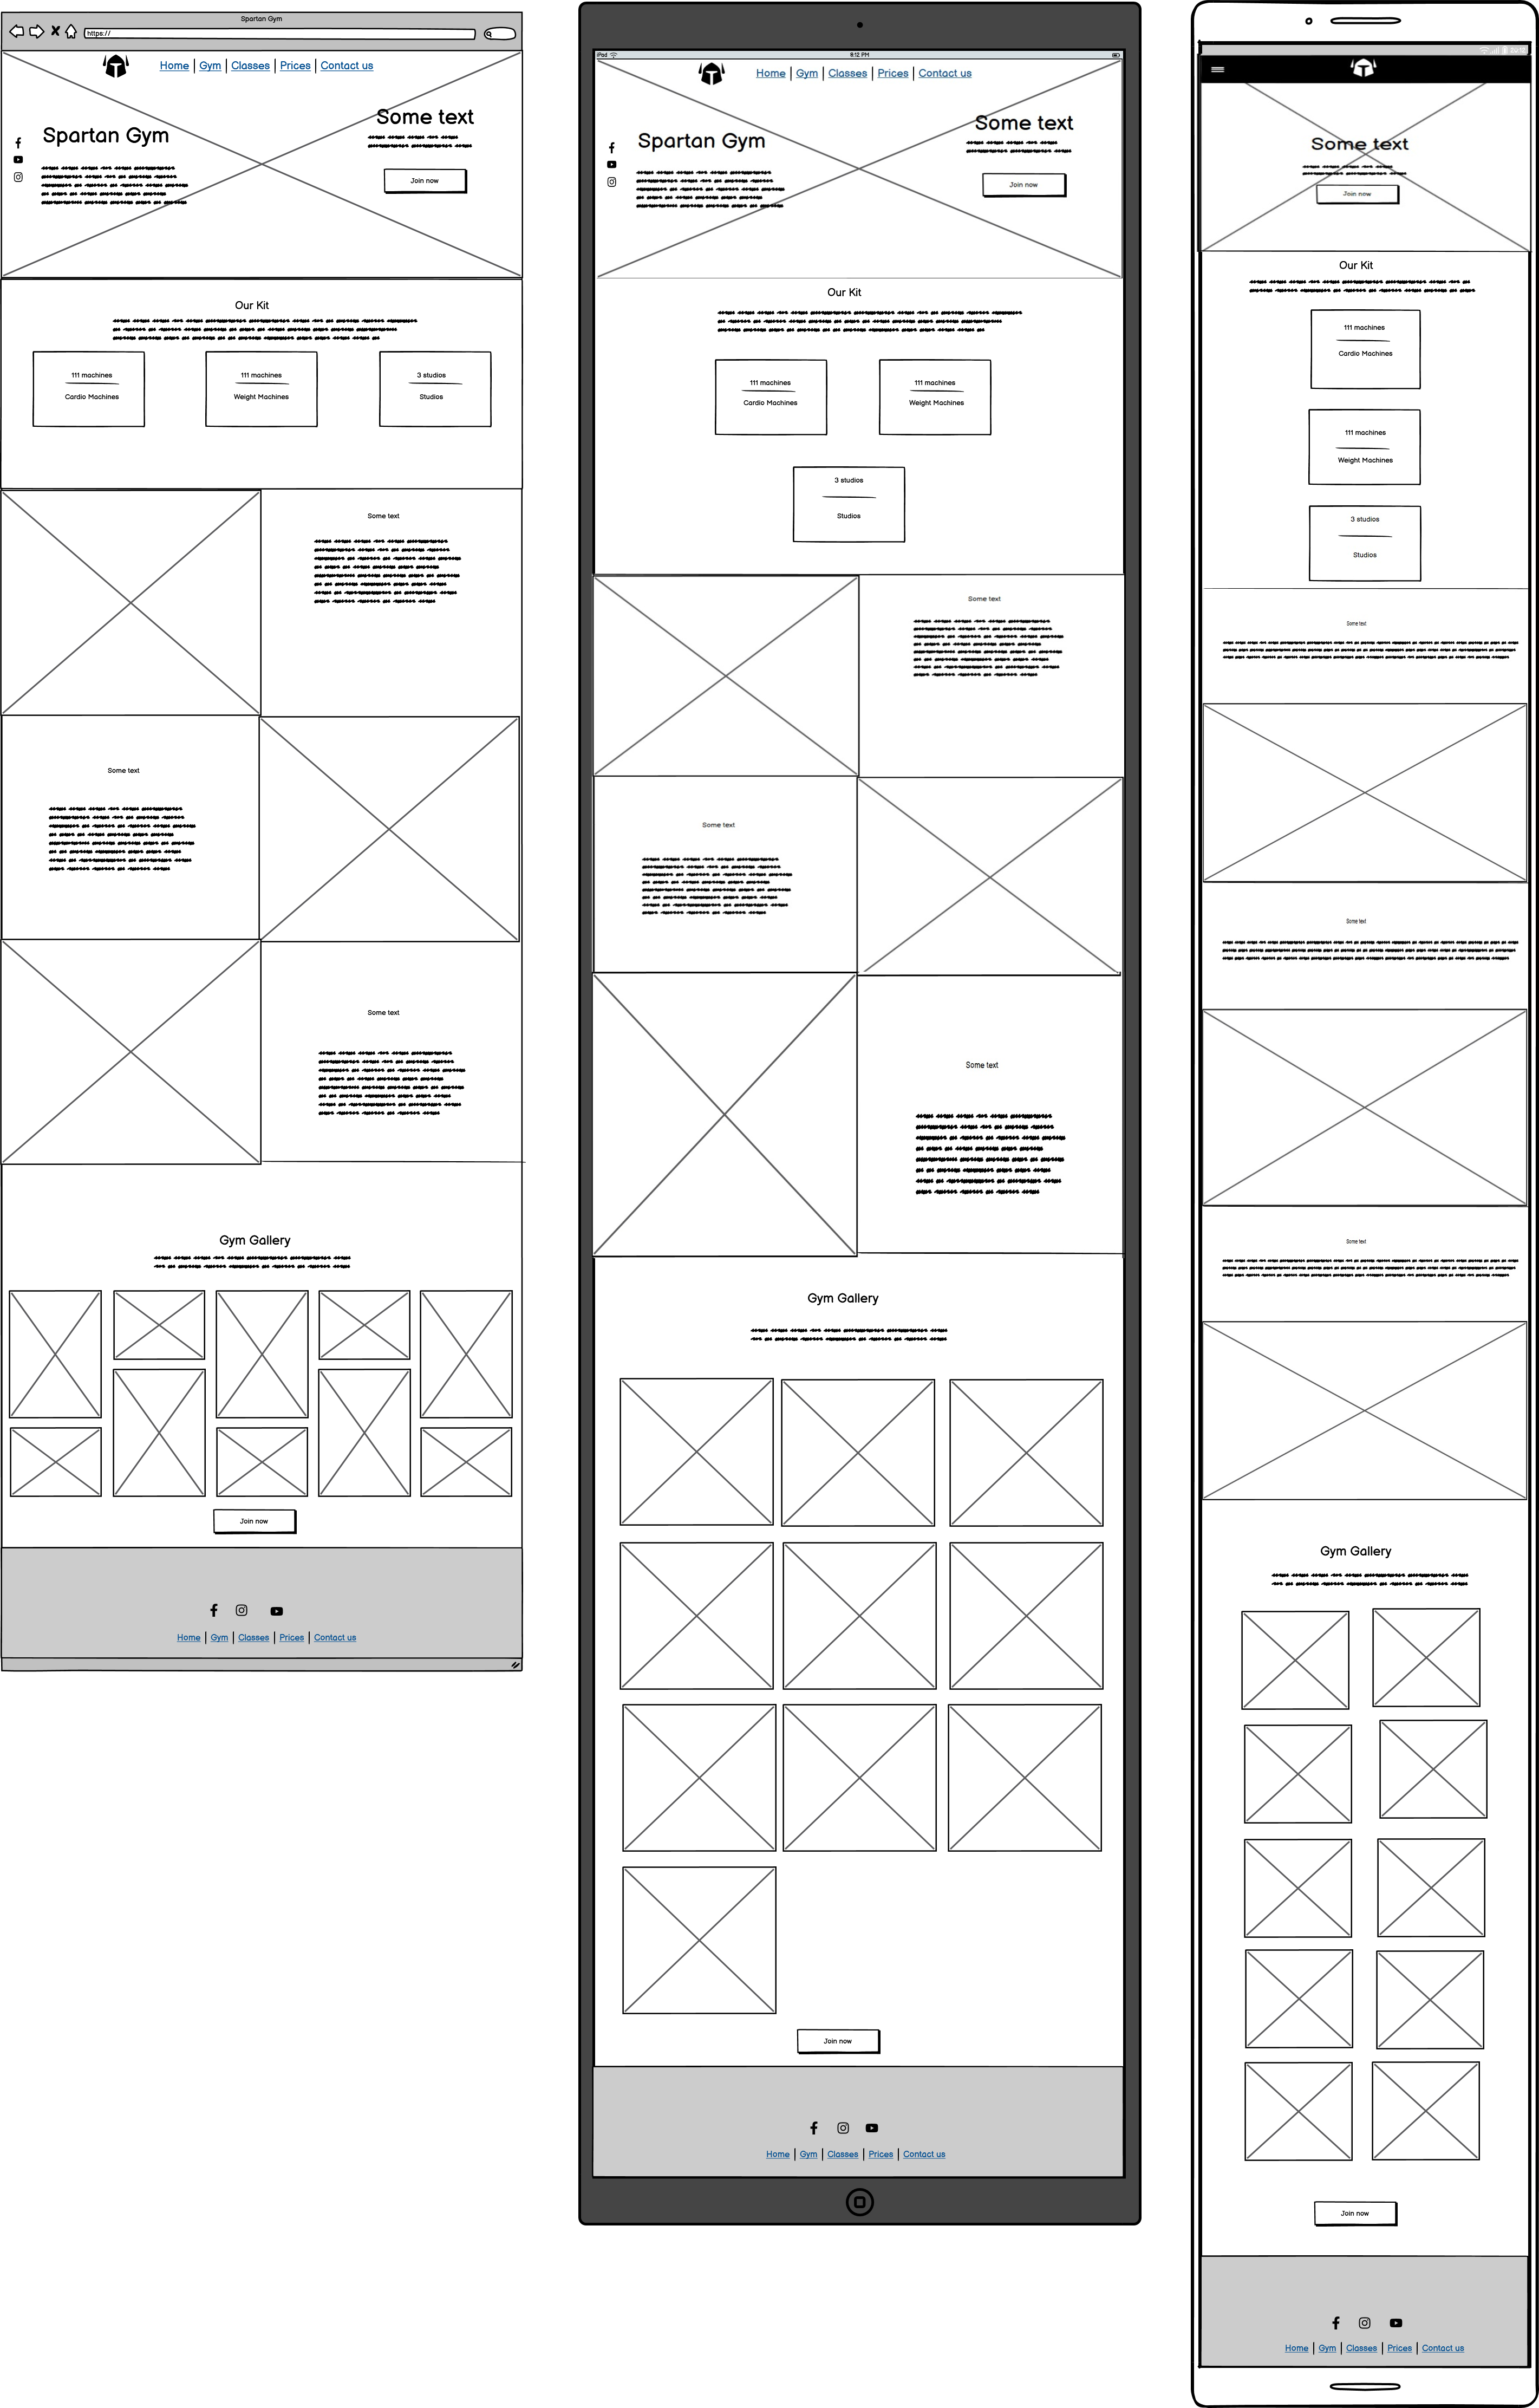 Spartan Gym
https://
Home | Gym | Classes | Prices | Contact us
Some text
Spartan Gym
Join now
Our Kit
111 machines
Cardio Machines
111 machines
Weight Machines
3 studios
Studios
Some text
Some text
Some text
Gym Gallery
Join now
Home | Gym | Classes | Prices | Contact us
iPad
8:12 PM
Home | Gym | Classes | Prices | Contact us
Some text
Spartan Gym
Join now
Our Kit
111 machines
Cardio Machines
111 machines
Weight Machines
3 studios
Studios
Some text
Some text
Some text
Gym Gallery
Join now
Home | Gym | Classes | Prices | Contact us
20:12
Some text
Join now
Our Kit
111 machines
Cardio Machines
111 machines
Weight Machines
3 studios
Studios
Some text
Some text
Some text
Gym Gallery
Join now
Home | Gym | Classes | Prices | Contact us